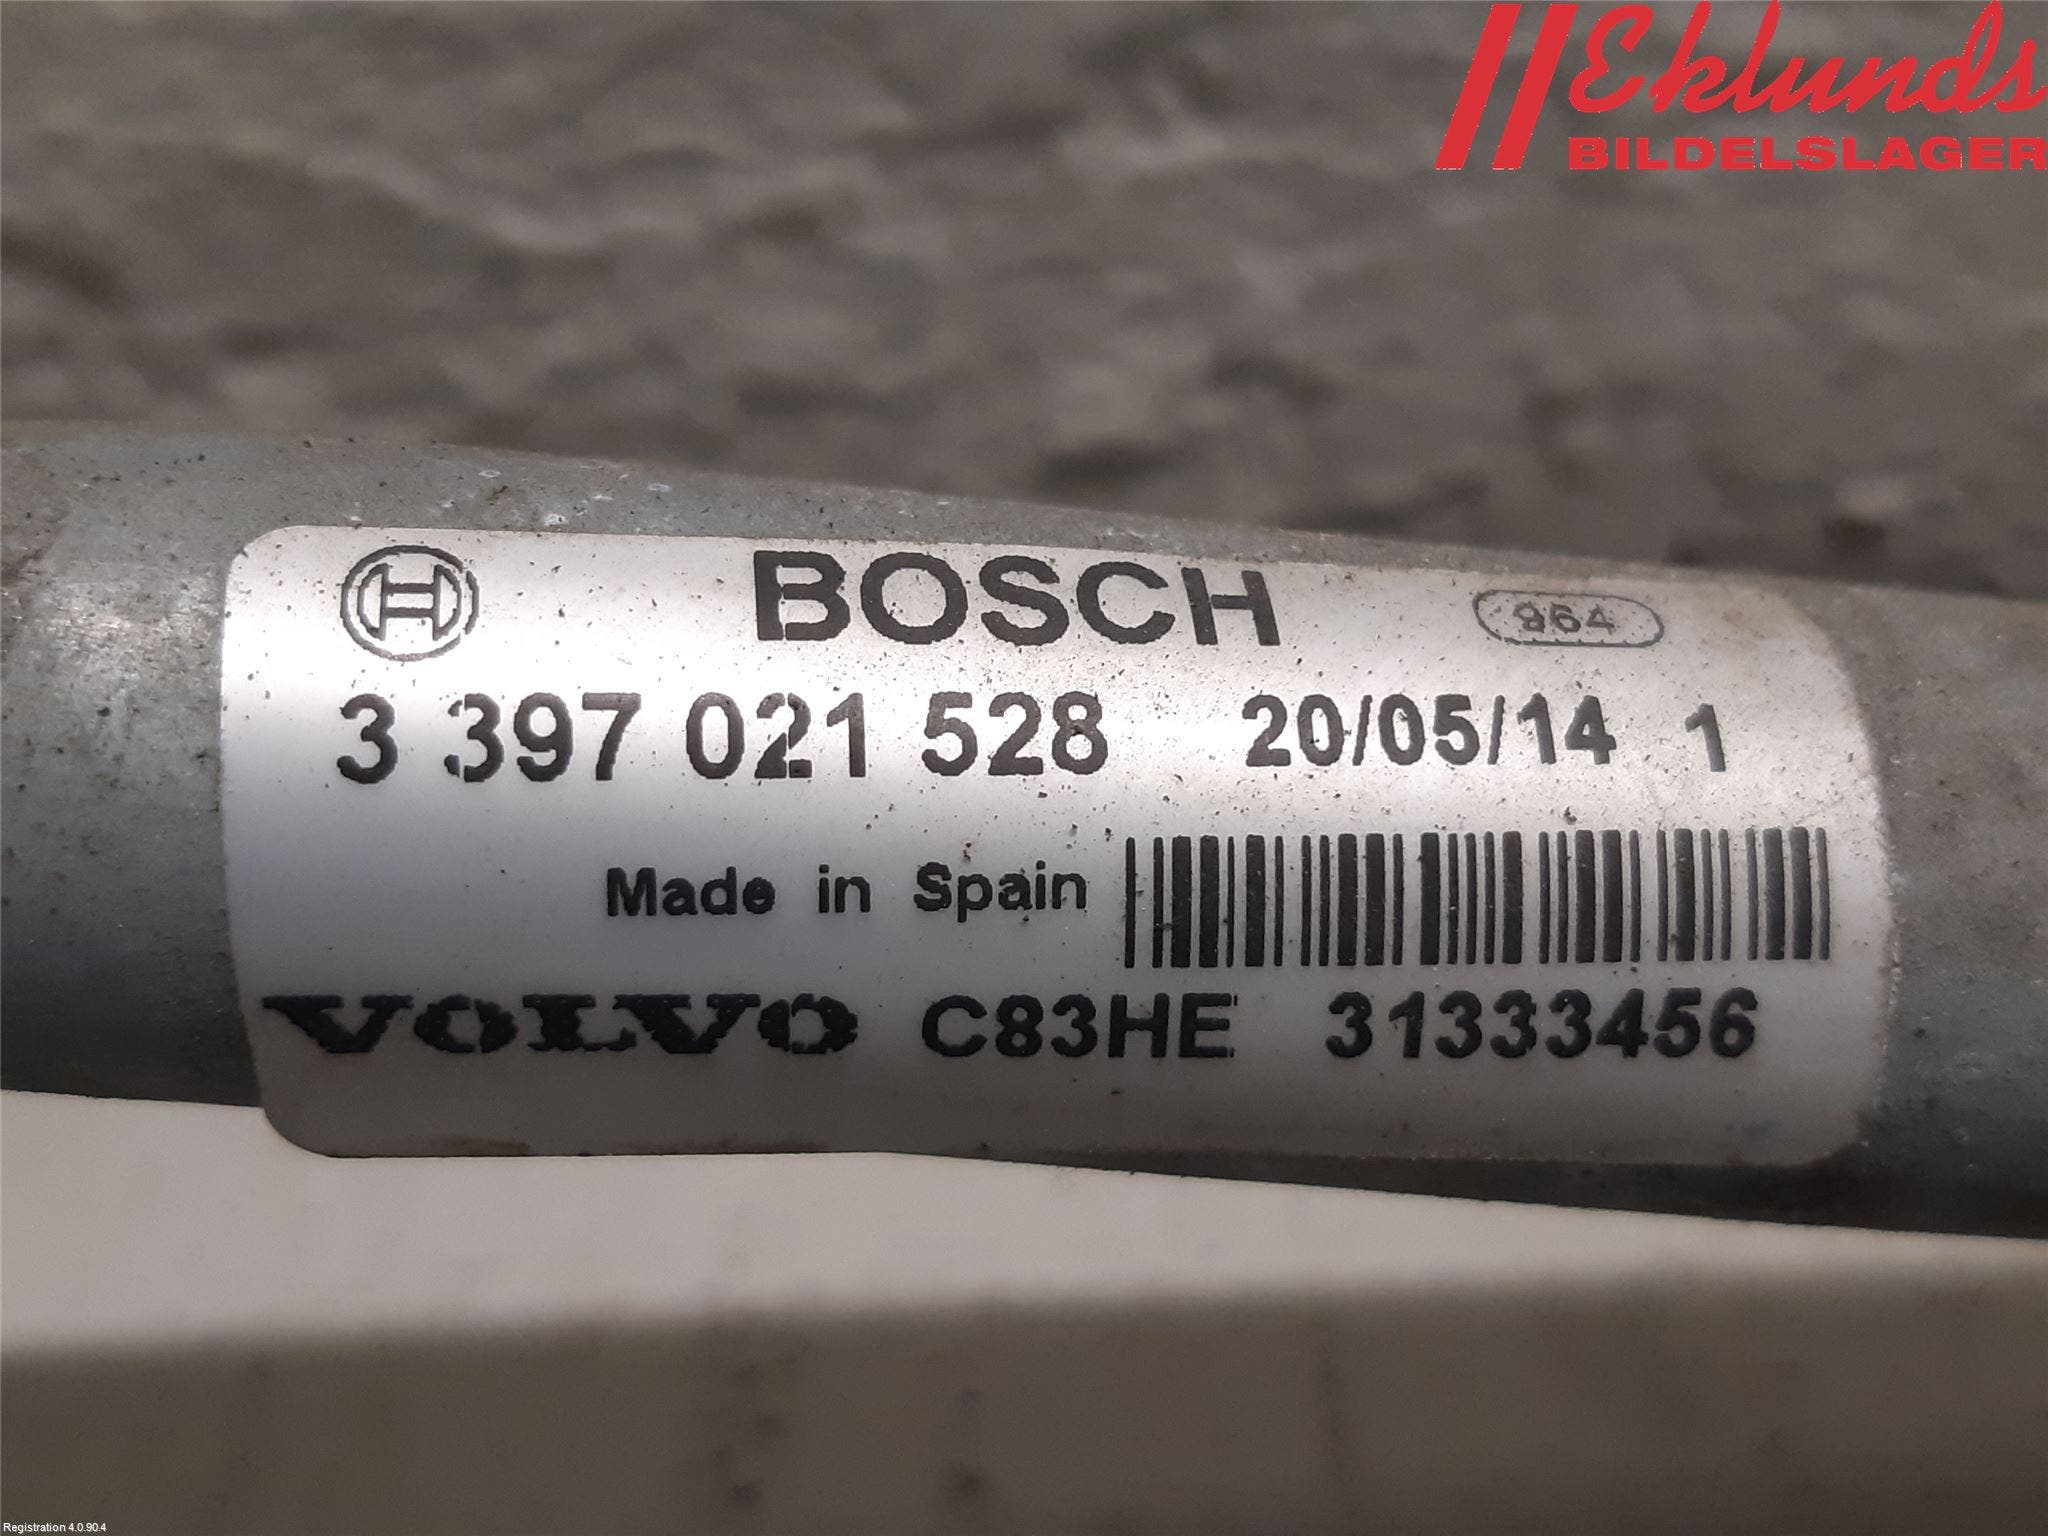 Eklunds
BILDELSLAGER
BOSCH 964
3 397 021 528 20/05/14 1
Made in Spain
VOLVO C83HE 31333456
Registration 4.0.90.4